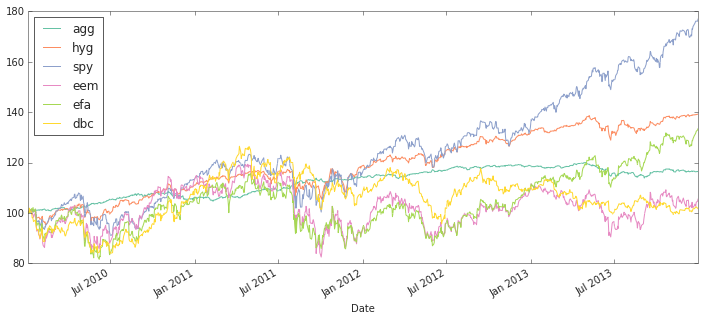 180
160
140
120
100
80
agg
hyg
spy
eem
efa
dbc
Jul 2010
Jan 2011
Jul 2011
Jan 2012
Jul 2012
Jan 2013
Jul 2013
Date